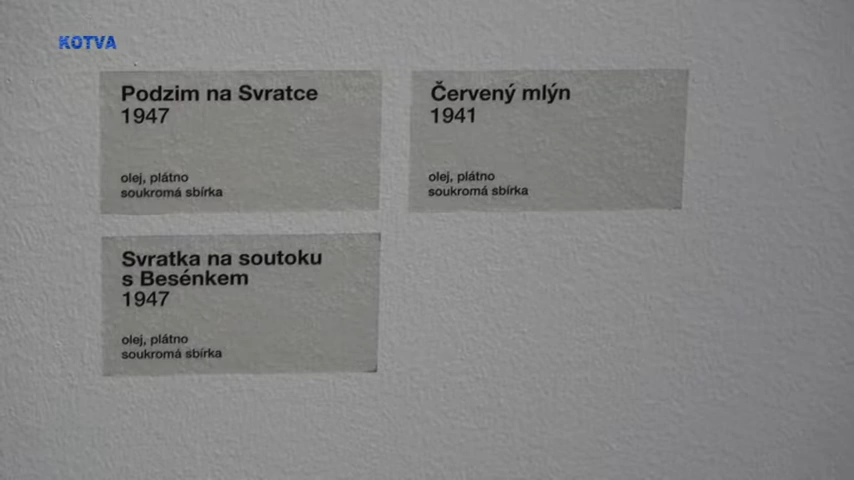 KOTVA
Podzim na Svratce
1947
olej, plátno
soukromá sbírka
Červený mlýn
1941
olej, plátno
soukromá sbírka
Svratka na soutoku
s Besénkem
1947
olej, plátno
soukromá sbírka